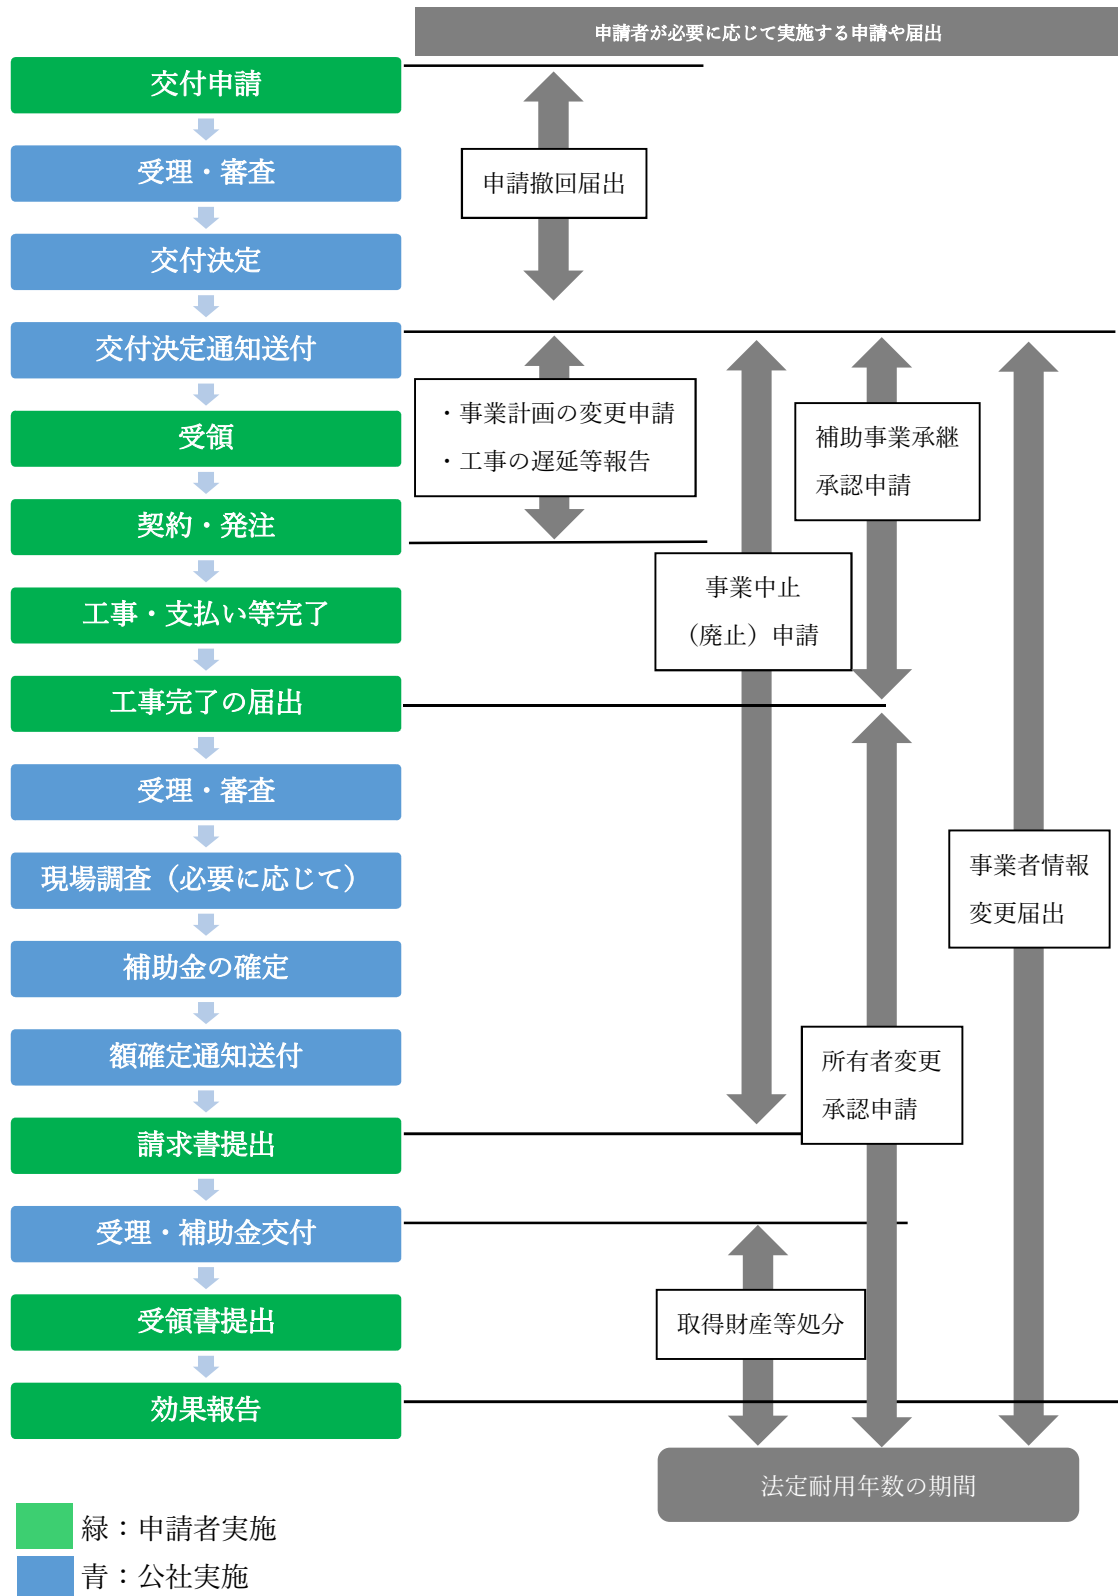 申請者が必要に応じて実施する申請や届出
交付申請
受理・審査
交付決定
交付決定通知送付
受領
契約・発注
工事・支払い等完了
工事完了の届出
受理・審査
現場調査（必要に応じて）
補助金の確定
額確定通知送付
請求書提出
受理・補助金交付
受領書提出
効果報告
申請撤回届出
・事業計画の変更申請
・工事の遅延等報告
事業中止
（廃止）申請
補助事業承継
承認申請
事業者情報
変更届出
所有者変更
承認申請
取得財産等処分
法定耐用年数の期間
緑：申請者実施
青：公社実施